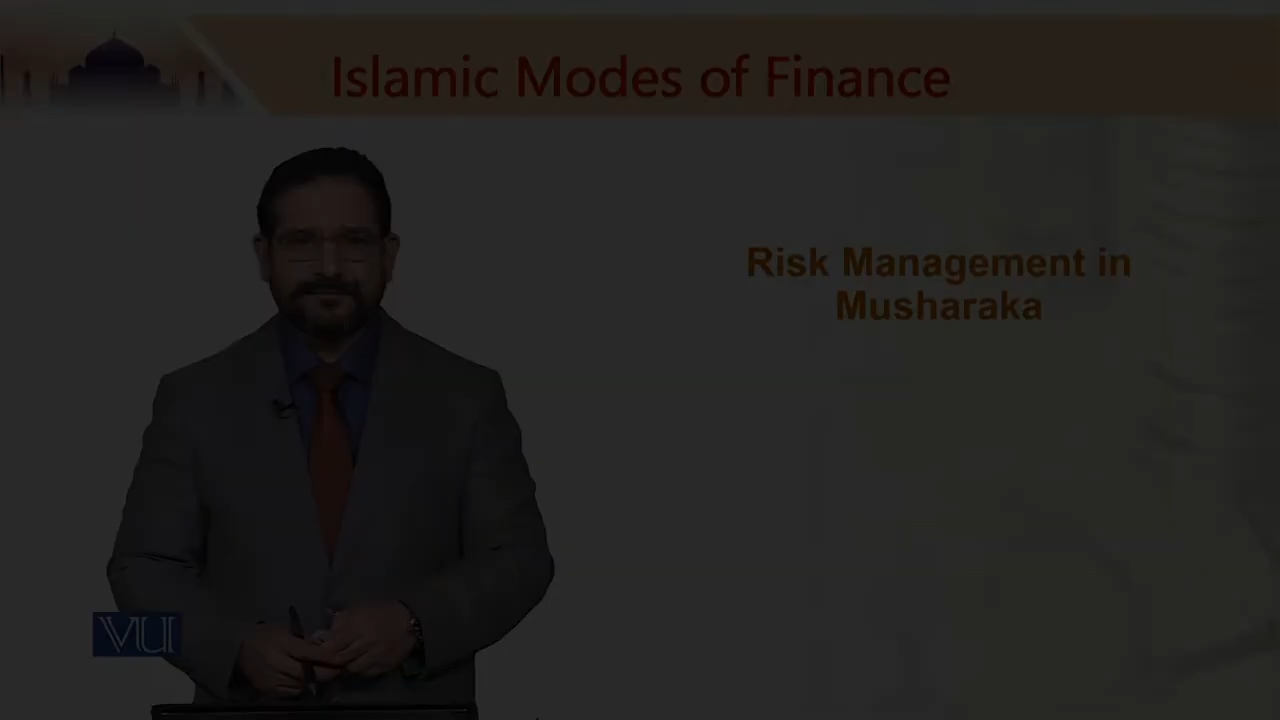 Islamic Modes of Finance
Risk Management in
Musharaka
VU